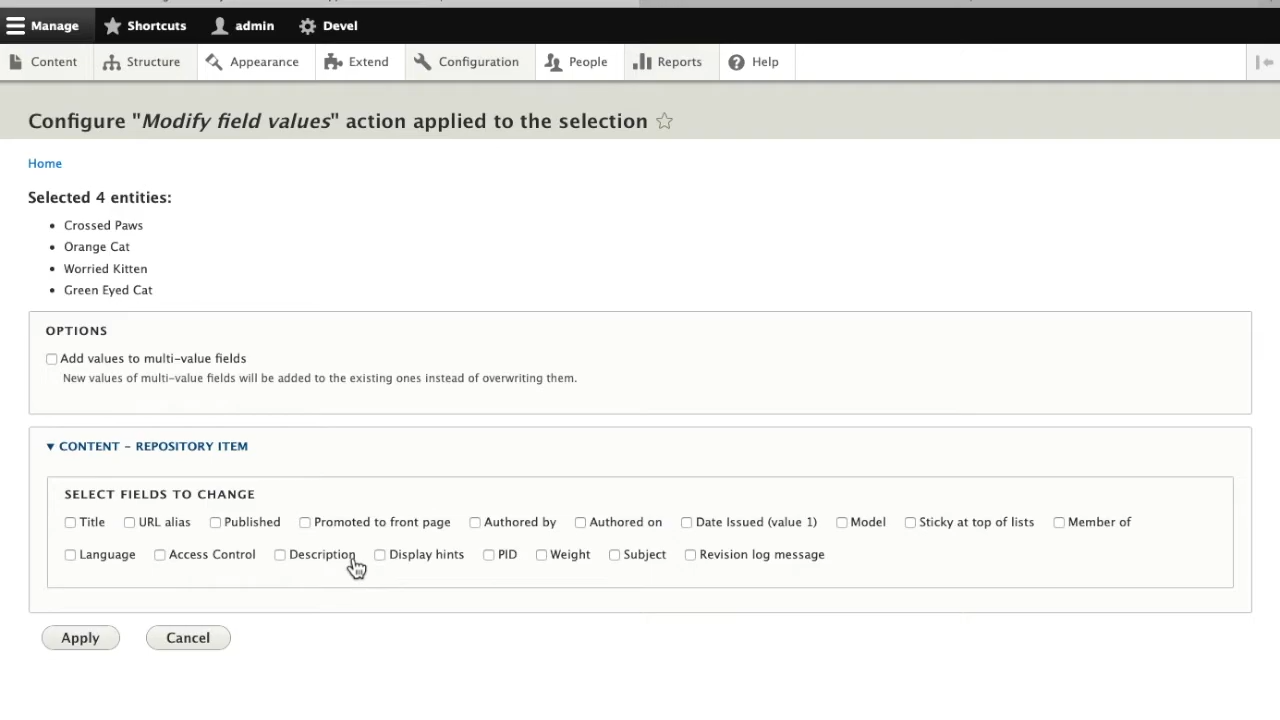 Manage Shortcuts admin Devel
Content Structure Appearance Extend Configuration People Reports Help
Configure "Modify field values" action applied to the selection
Home
Selected 4 entities:
• Crossed Paws
• Orange Cat
• Worried Kitten
• Green Eyed Cat
OPTIONS
Add values to multi-value fields
New values of multi-value fields will be added to the existing ones instead of overwriting them.
CONTENT - REPOSITORY ITEM
SELECT FIELDS TO CHANGE
Title URL alias Published Promoted to front page Authored by Authored on Date Issued (value 1) Model Sticky at top of lists Member of
Language Access Control Description Display hints PID Weight Subject Revision log message
Apply Cancel